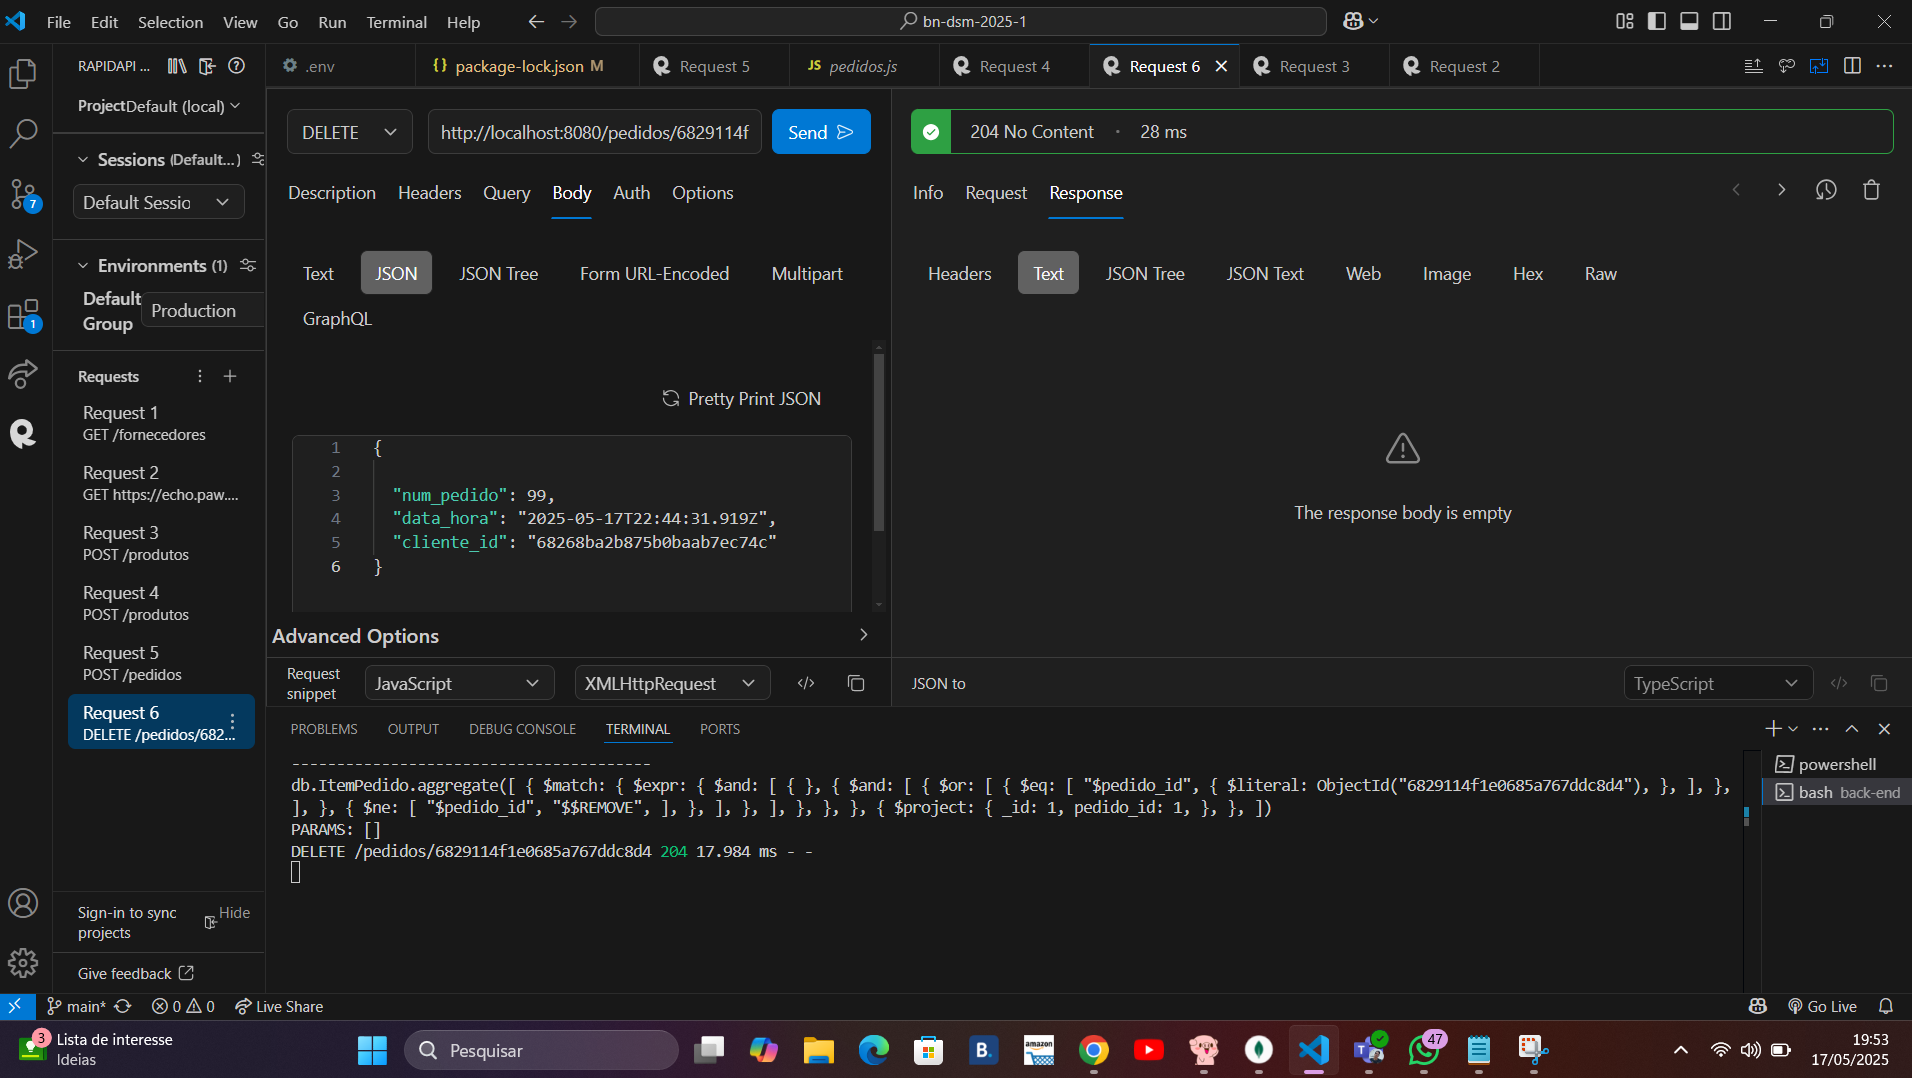 File Edit Selection View Go Run Terminal Help
bn-dsm-2025-1
RAPIDAPI ...
.env
package-lock.json M
Request 5
JS pedidos.js
Request 4
Request 6
Request 3
Request 2
Project Default (local)
Sessions (Default...)
Default Sessio
Environments (1)
Default Group
Production
Requests
Request 1
GET /fornecedores
Request 2
GET https://echo.paw....
Request 3
POST /produtos
Request 4
POST /produtos
Request 5
POST /pedidos
Request 6
DELETE /pedidos/682...
Sign-in to sync projects
Hide
Give feedback
7
1
DELETE
http://localhost:8080/pedidos/6829114f
Send
Description Headers Query Body Auth Options
Text JSON JSON Tree Form URL-Encoded Multipart
GraphQL
Pretty Print JSON
1 {
2
3 "num_pedido": 99,
4 "data_hora": "2025-05-17T22:44:31.919Z",
5 "cliente_id": "68268ba2b875b0baab7ec74c"
6 }
Advanced Options
Request snippet
JavaScript
XMLHttpRequest
204 No Content · 28 ms
Info Request Response
Headers Text JSON Tree JSON Text Web Image Hex Raw
The response body is empty
JSON to
TypeScript
PROBLEMS OUTPUT DEBUG CONSOLE TERMINAL PORTS
----------------------------------------
db.ItemPedido.aggregate([ { $match: { $expr: { $and: [ { }, { $and: [ { $or: [ { $eq: [ "$pedido_id", { $literal: ObjectId("6829114f1e0685a767ddc8d4"), }, ], },
], }, { $ne: [ "$pedido_id", "$$REMOVE", ], }, ], }, ], }, }, }, { $project: { _id: 1, pedido_id: 1, }, }, ])
PARAMS: []
DELETE /pedidos/6829114f1e0685a767ddc8d4 204 17.984 ms - -
powershell
bash back-end
main* 0 0 Live Share
Go Live
3
Lista de interesse
Ideias
Pesquisar
B.
amazon
47
19:53
17/05/2025